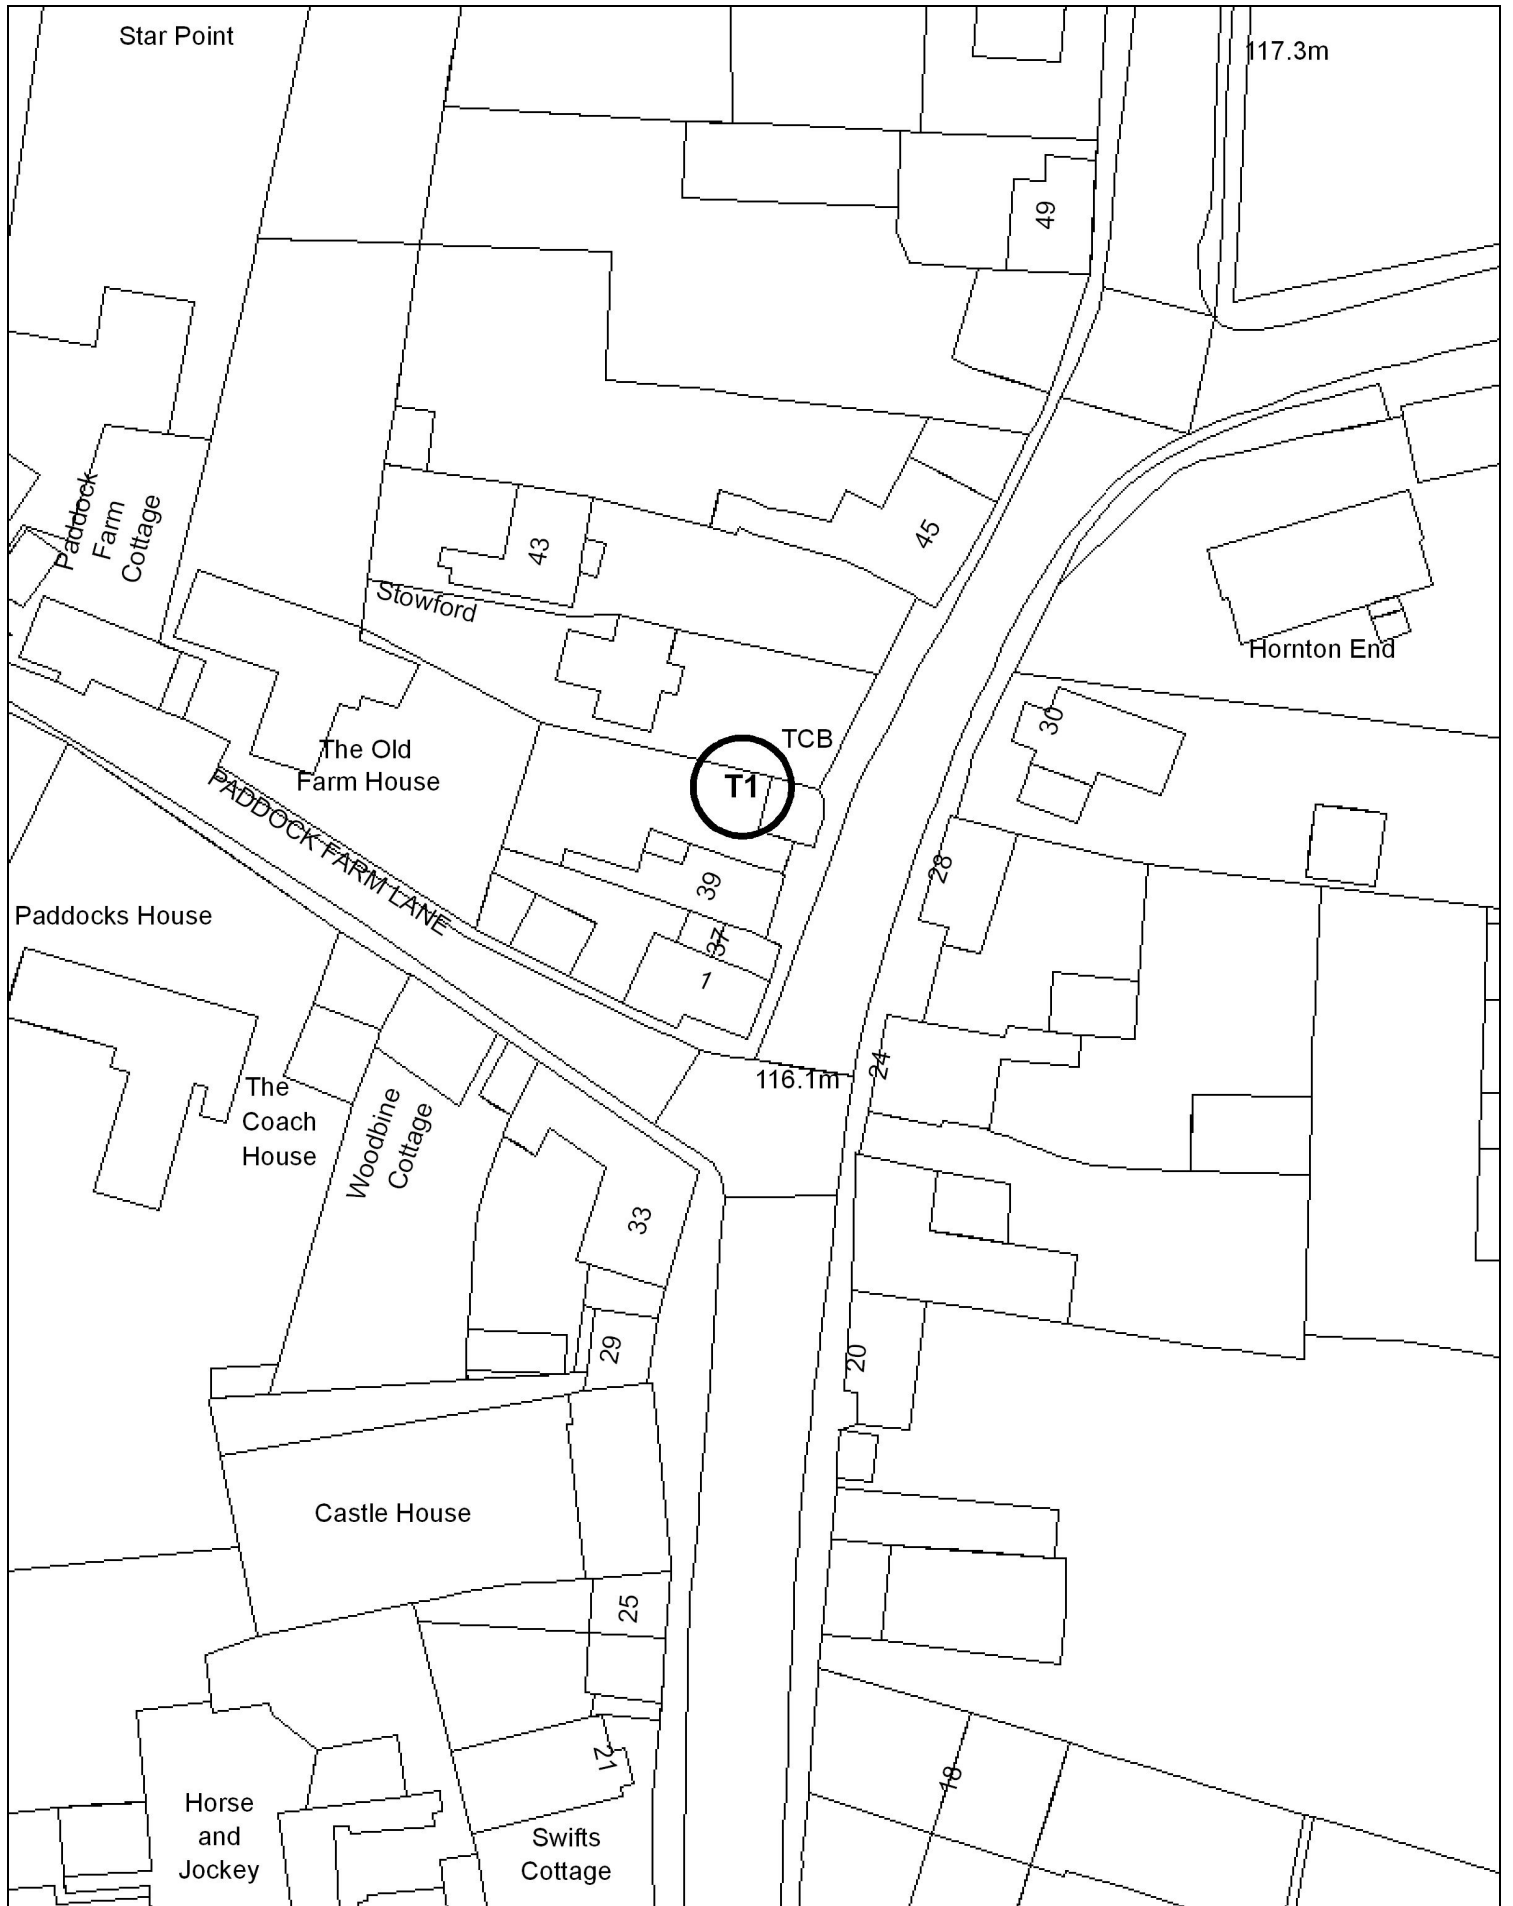 Star Point
117.3m
49
Paddock
Farm
Cottage
43
45
Stowford
Hornton End
30
TCB
The Old
Farm House
T1
PADDOCK FARM LANE
28
39
37
1
Paddocks House
24
116.1m
The
Coach
House
Woodbine
Cottage
33
29
20
Castle House
25
21
18
Horse
and
Jockey
Swifts
Cottage